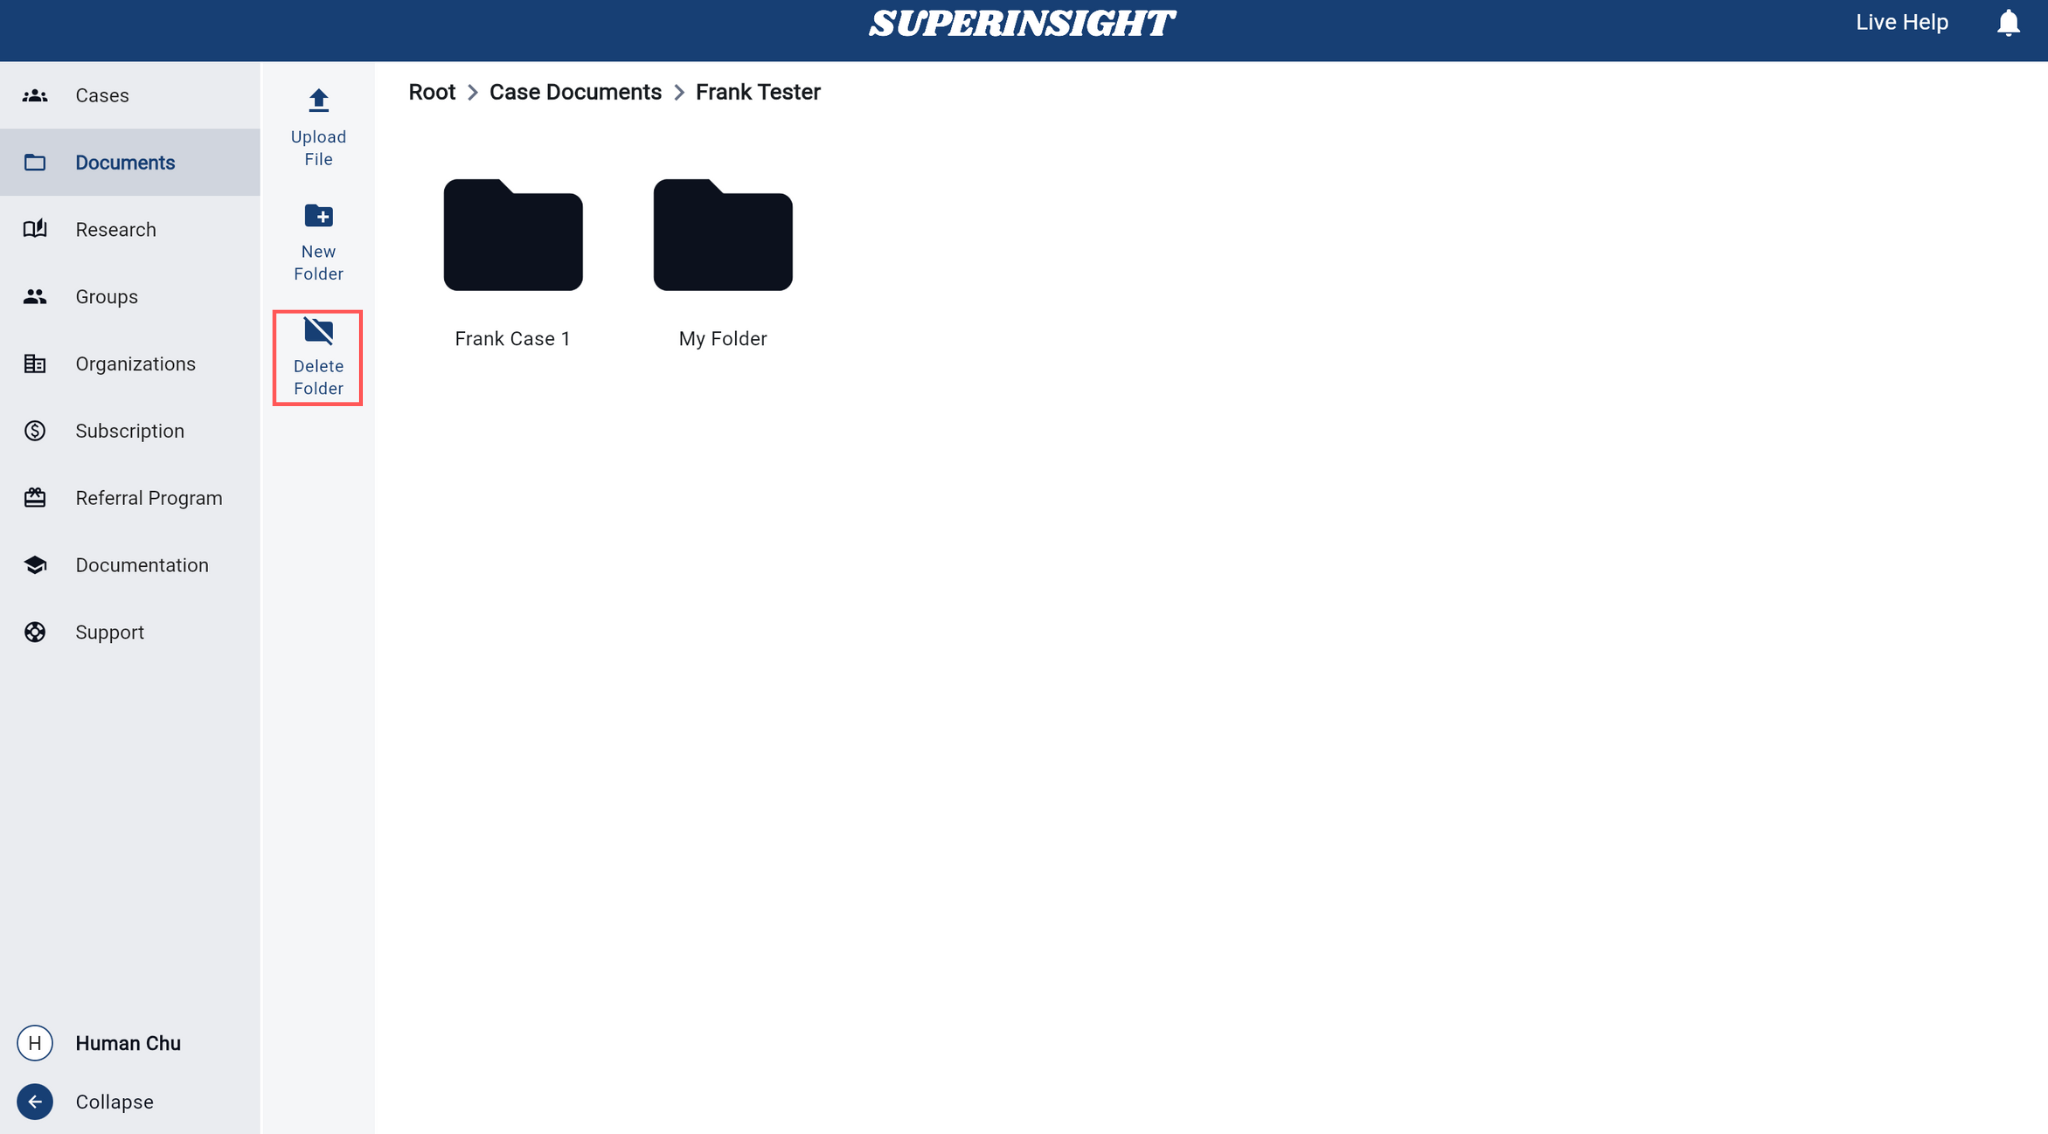 SUPERINSIGHT
Live Help
Cases
Documents
Research
Groups
Organizations
Subscription
Referral Program
Documentation
Support
H
Human Chu
Collapse
Upload
File
New
Folder
Delete
Folder
Root > Case Documents > Frank Tester
Frank Case 1
My Folder